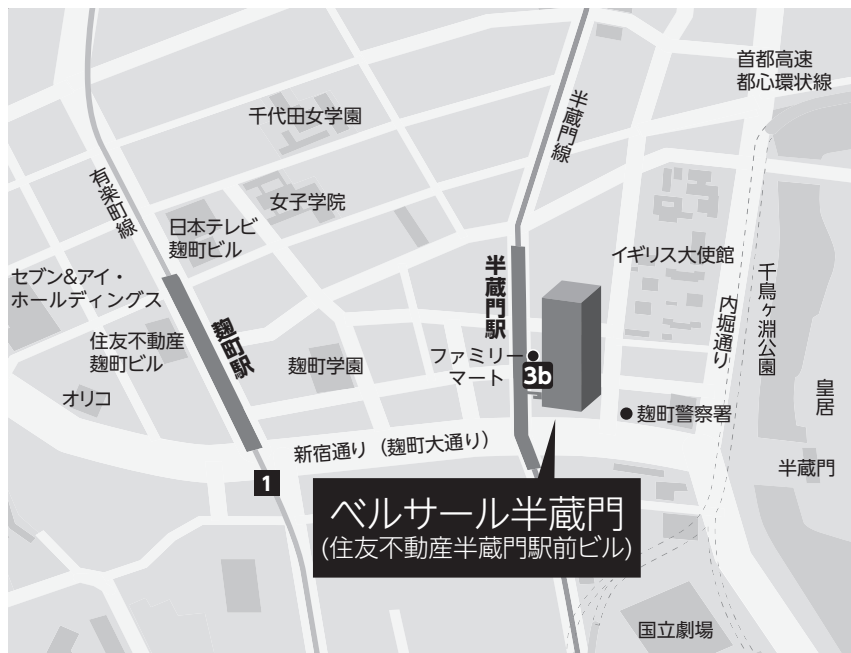 首都高速
都心環状線
千代田女学園
半蔵門線
有楽町線
女子学院
日本テレビ
麹町ビル
イギリス大使館
セブン&アイ・
ホールディングス
半蔵門駅
千鳥ヶ淵公園
内堀通り
麹町駅
住友不動産
麹町ビル
麹町学園
ファミリー
マート
3b
オリコ
皇居
麹町警察署
新宿通り（麹町大通り）
半蔵門
1
ベルサール半蔵門
(住友不動産半蔵門駅前ビル)
国立劇場